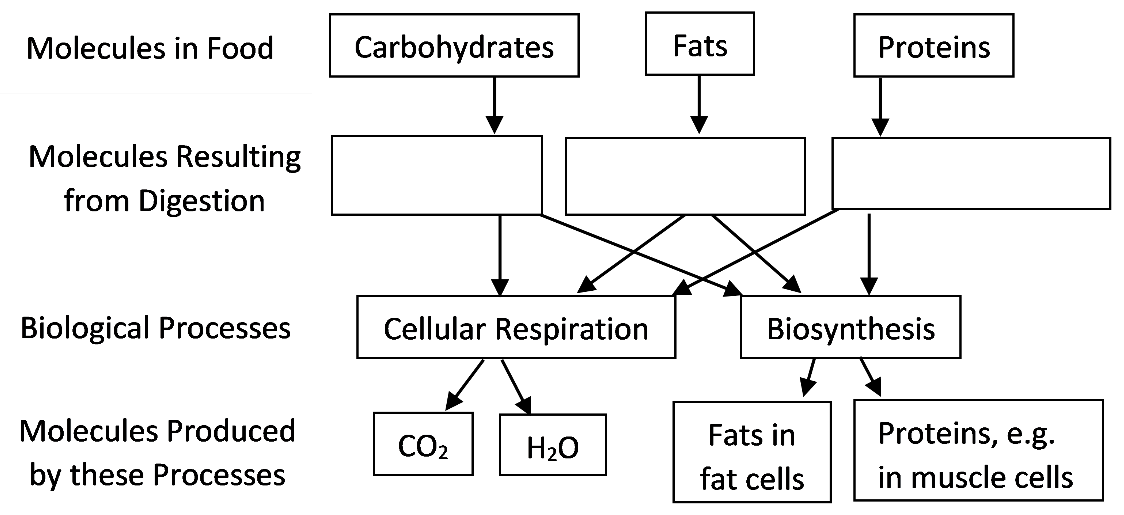 Molecules in Food
Carbohydrates
Fats
Proteins
Molecules Resulting
from Digestion
Biological Processes
Cellular Respiration
Biosynthesis
Molecules Produced
by these Processes
CO₂
H₂O
Fats in
fat cells
Proteins, e.g.
in muscle cells